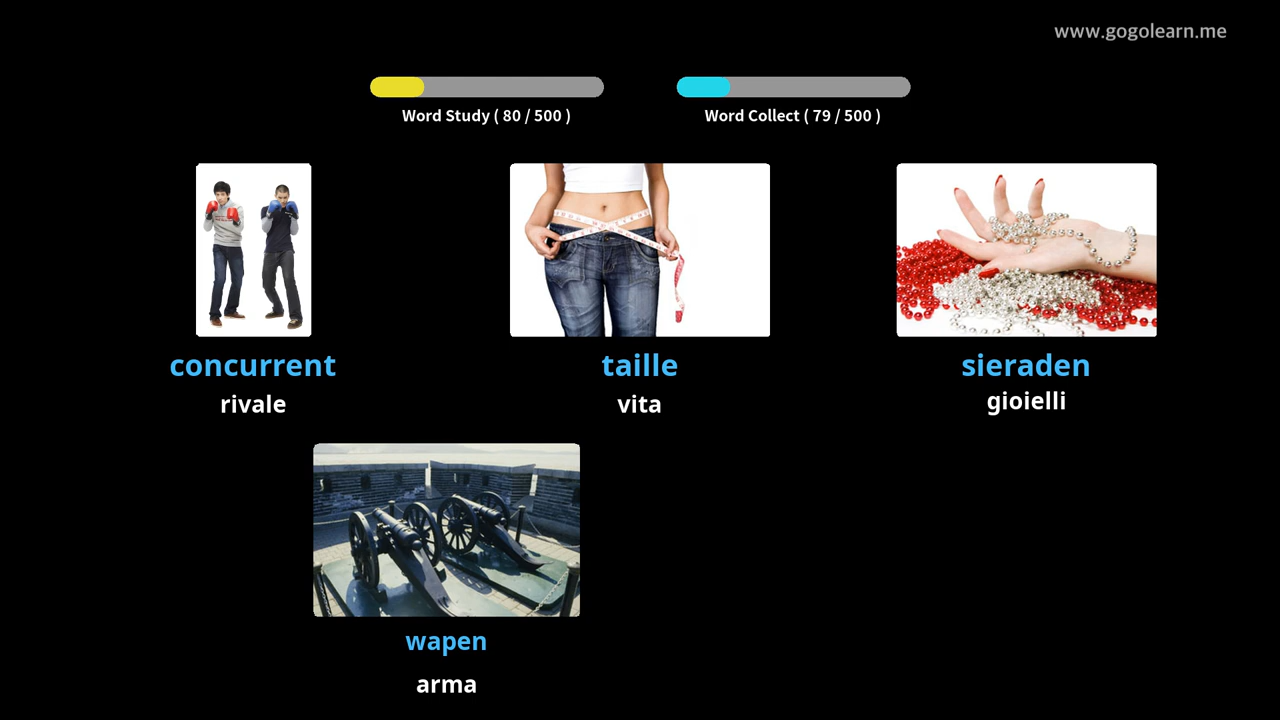 www.gogolearn.me
Word Study ( 80 / 500 )
Word Collect ( 79 / 500 )
concurrent
rivale
taille
vita
sieraden
gioielli
wapen
arma